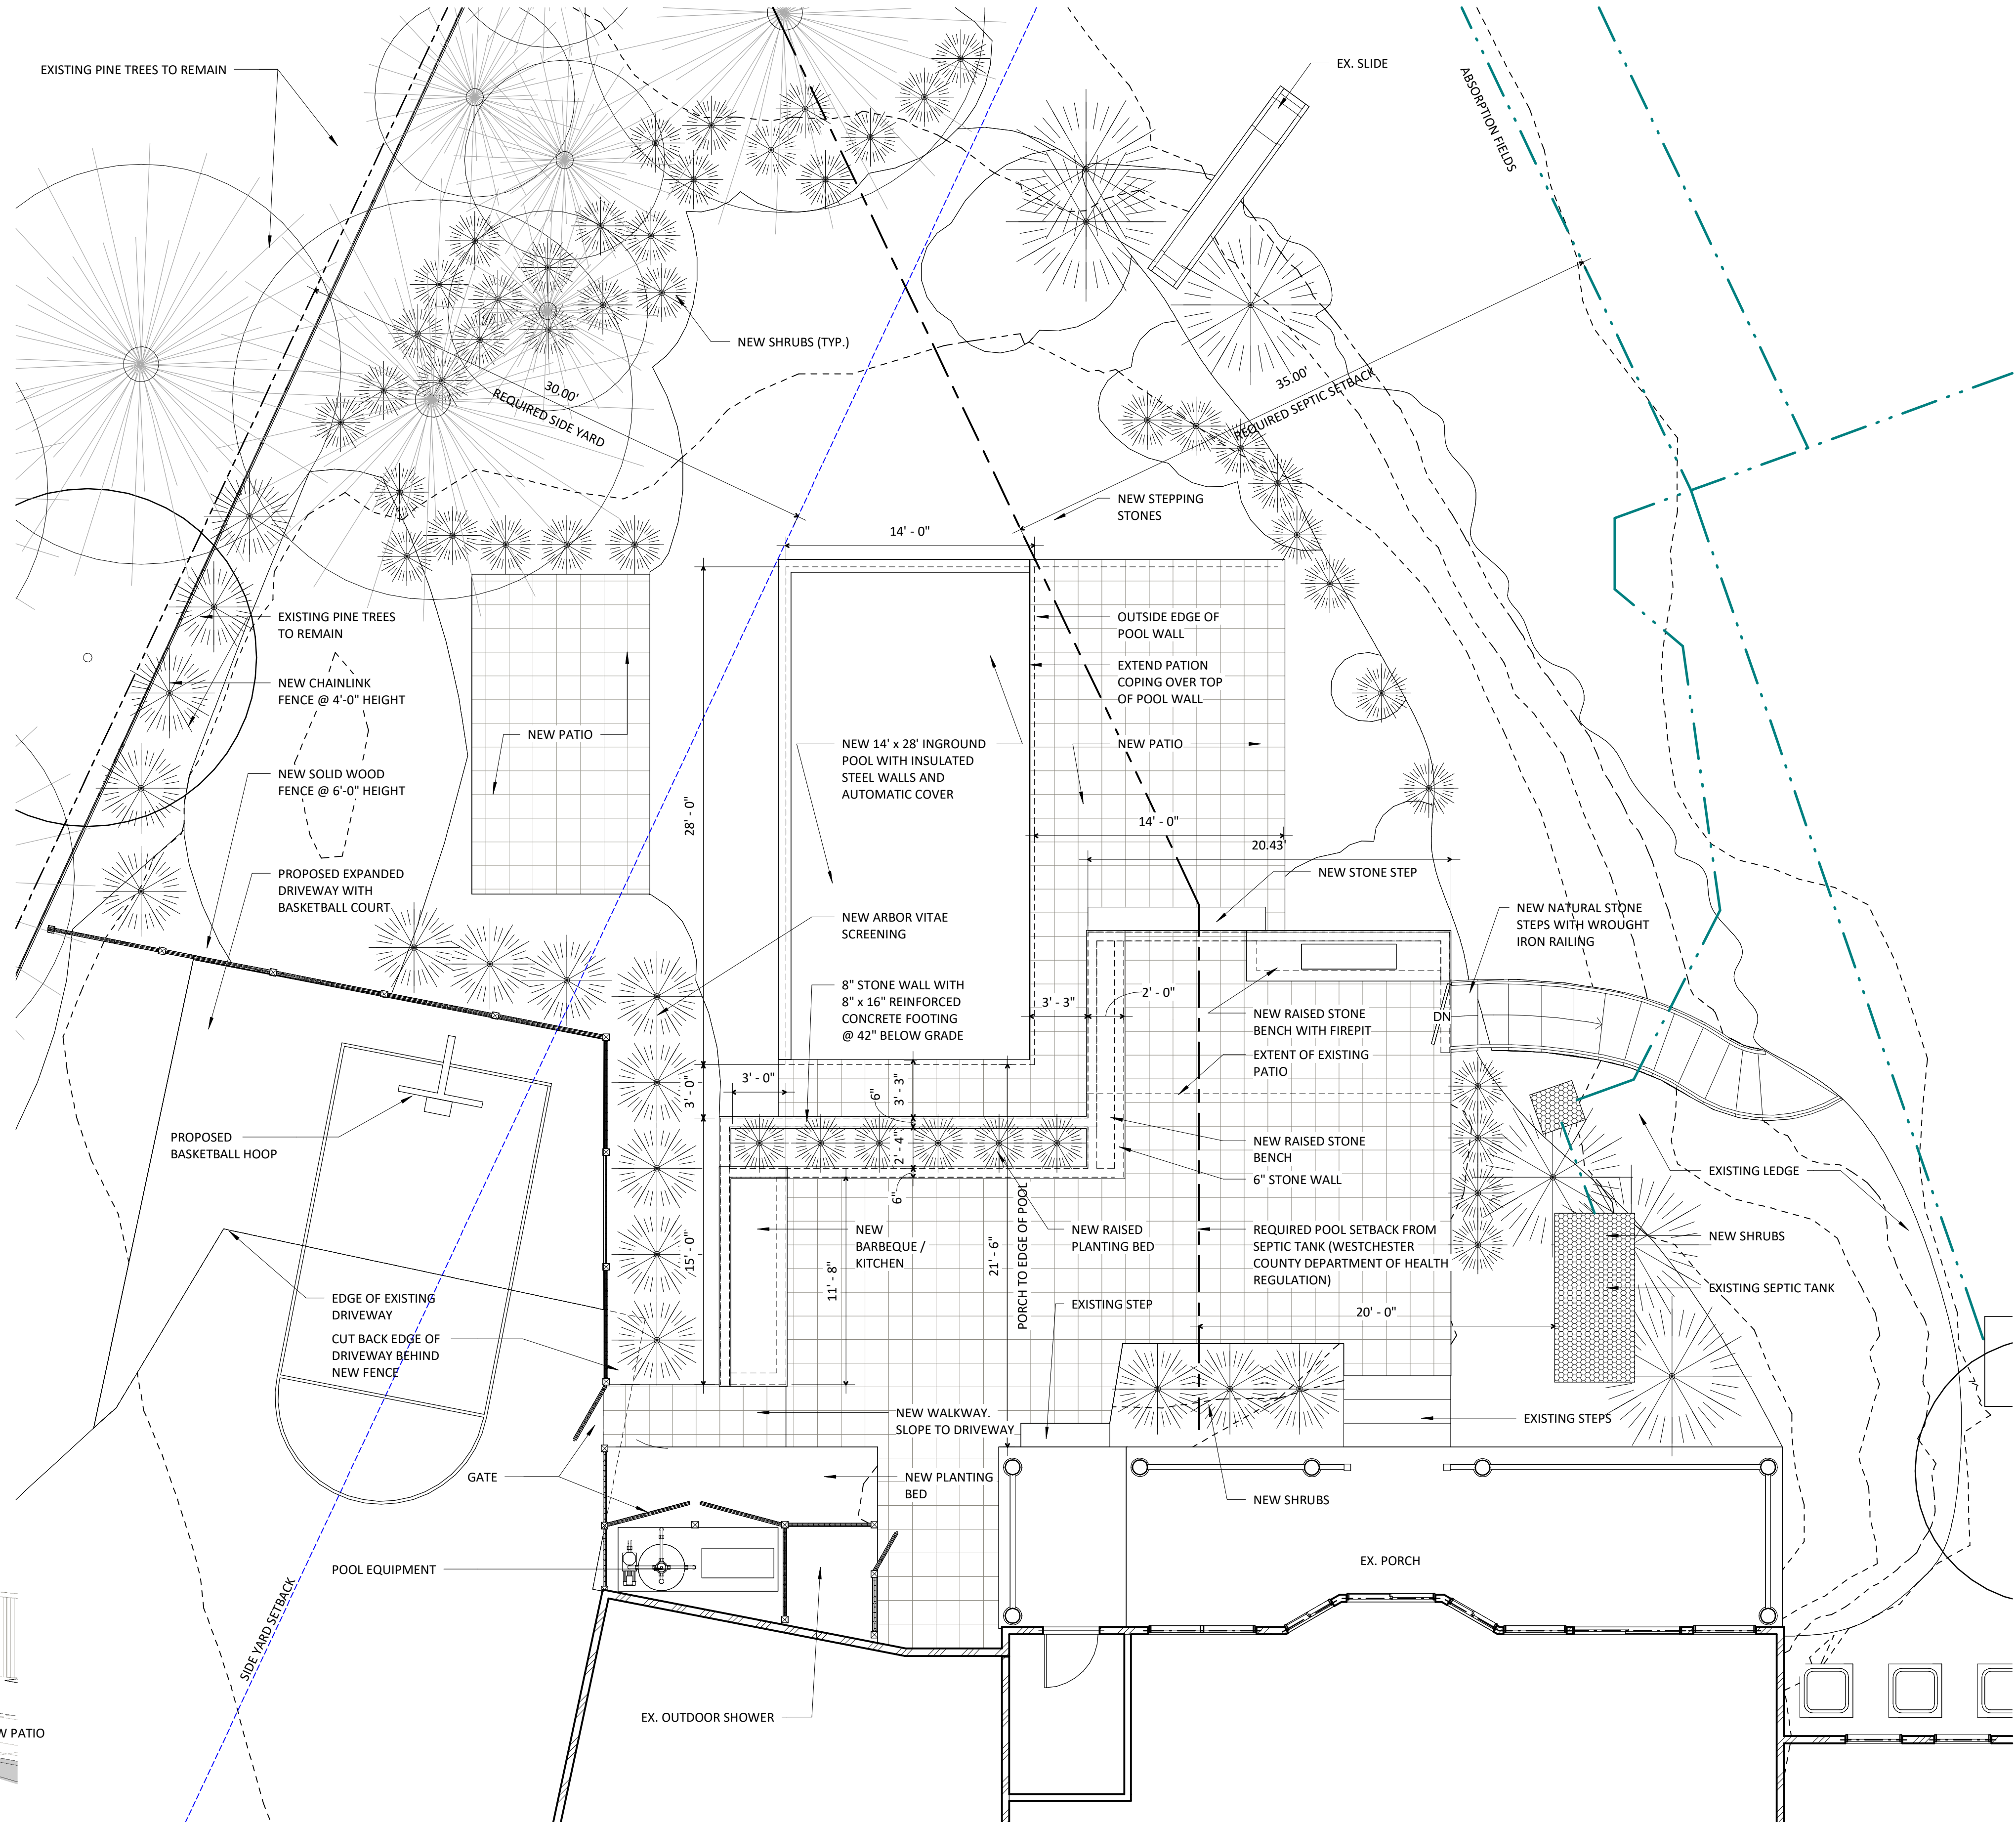 EXISTING PINE TREES TO REMAIN
EX. SLIDE
ABSORPTION FIELDS
NEW SHRUBS (TYP.)
30.00'
REQUIRED SIDE YARD
35.00'
REQUIRED SEPTIC SETBACK
NEW STEPPING
STONES
14' - 0"
EXISTING PINE TREES
TO REMAIN
OUTSIDE EDGE OF
POOL WALL
NEW CHAINLINK
FENCE @ 4'-0" HEIGHT
EXTEND PATION
COPING OVER TOP
OF POOL WALL
NEW PATIO
NEW 14' x 28' INGROUND
POOL WITH INSULATED
STEEL WALLS AND
AUTOMATIC COVER
NEW PATIO
NEW SOLID WOOD
FENCE @ 6'-0" HEIGHT
28' - 0"
14' - 0"
20.43'
PROPOSED EXPANDED
DRIVEWAY WITH
BASKETBALL COURT
NEW STONE STEP
NEW ARBOR VITAE
SCREENING
NEW NATURAL STONE
STEPS WITH WROUGHT
IRON RAILING
8" STONE WALL WITH
8" x 16" REINFORCED
CONCRETE FOOTING
@ 42" BELOW GRADE
3' - 3"
2' - 0"
NEW RAISED STONE
BENCH WITH FIREPIT
DN
EXTENT OF EXISTING
PATIO
3' - 0"
3' - 0"
6"
3' - 3"
PROPOSED
BASKETBALL HOOP
2' - 4"
6"
NEW RAISED STONE
BENCH
6" STONE WALL
EXISTING LEDGE
NEW
BARBEQUE /
KITCHEN
NEW RAISED
PLANTING BED
REQUIRED POOL SETBACK FROM
SEPTIC TANK (WESTCHESTER
COUNTY DEPARTMENT OF HEALTH
REGULATION)
NEW SHRUBS
15' - 0"
11' - 8"
21' - 6"
PORCH TO EDGE OF POOL
EXISTING SEPTIC TANK
EDGE OF EXISTING
DRIVEWAY
EXISTING STEP
20' - 0"
CUT BACK EDGE OF
DRIVEWAY BEHIND
NEW FENCE
NEW WALKWAY.
SLOPE TO DRIVEWAY
EXISTING STEPS
GATE
NEW PLANTING
BED
NEW SHRUBS
POOL EQUIPMENT
EX. PORCH
SIDE YARD SETBACK
EX. OUTDOOR SHOWER
W PATIO